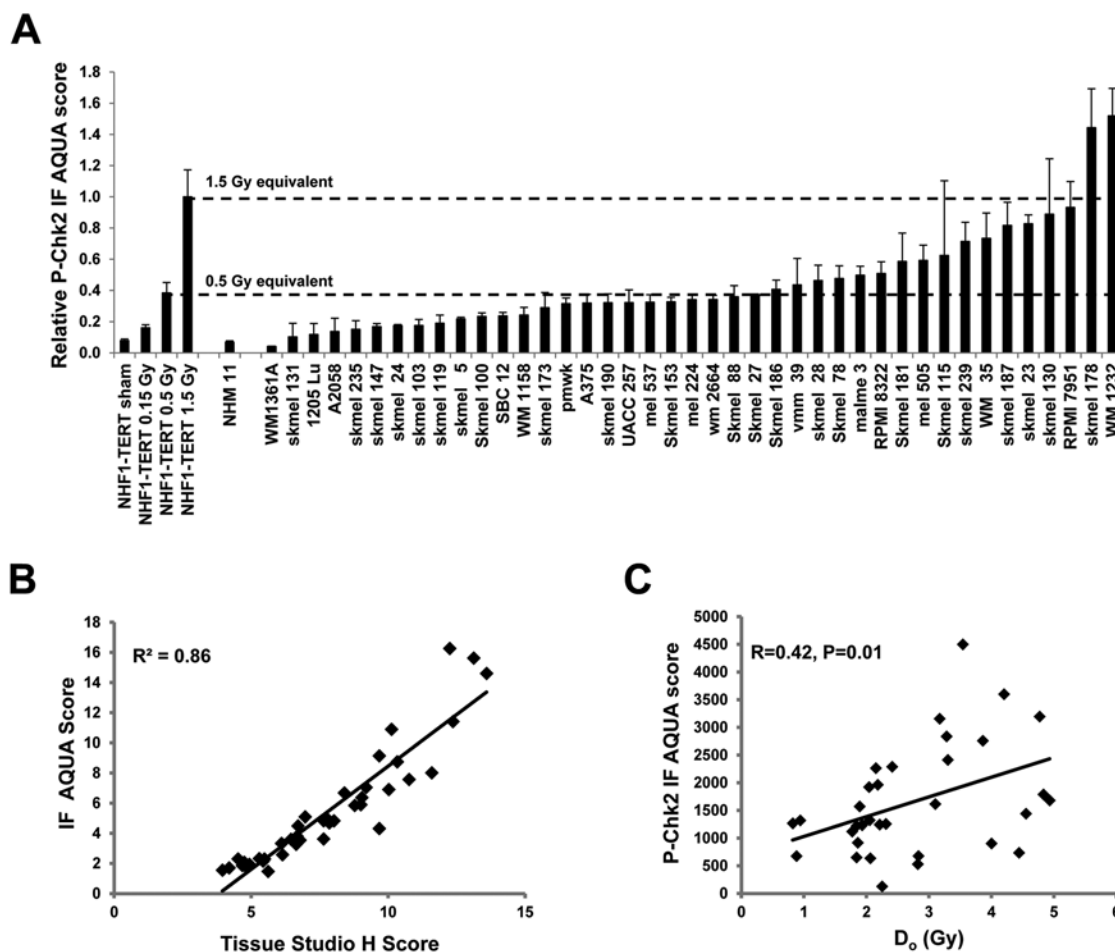 A
Relative P-Chk2 IF AQUA score
1.8
1.6
1.4
1.2
1.0
0.8
0.6
0.4
0.2
0.0
1.5 Gy equivalent
0.5 Gy equivalent
NHF1-TERT sham
NHF1-TERT 0.15 Gy
NHF1-TERT 0.5 Gy
NHF1-TERT 1.5 Gy
NHM 11
WM1361A
skmel 131
1205 Lu
A2058
skmel 235
skmel 147
skmel 24
skmel 103
skmel 119
skmel 5
Skmel 100
SBC 12
WM 1158
skmel 173
pmwk
A375
skmel 190
UACC 257
mel 537
Skmel 153
mel 224
wm 2664
Skmel 88
Skmel 27
Skmel 186
vmm 39
skmel 28
Skmel 78
malme 3
RPMI 8322
Skmel 181
mel 505
Skmel 115
skmel 239
WM 35
skmel 187
skmel 23
skmel 130
RPMI 7951
skmel 178
WM 1232
B
IF AQUA Score
18
16
14
12
10
8
6
4
2
0
R² = 0.86
0 5 10 15
Tissue Studio H Score
C
P-Chk2 IF AQUA score
5000
4500
4000
3500
3000
2500
2000
1500
1000
500
0
R=0.42, P=0.01
0 1 2 3 4 5 6
Do (Gy)